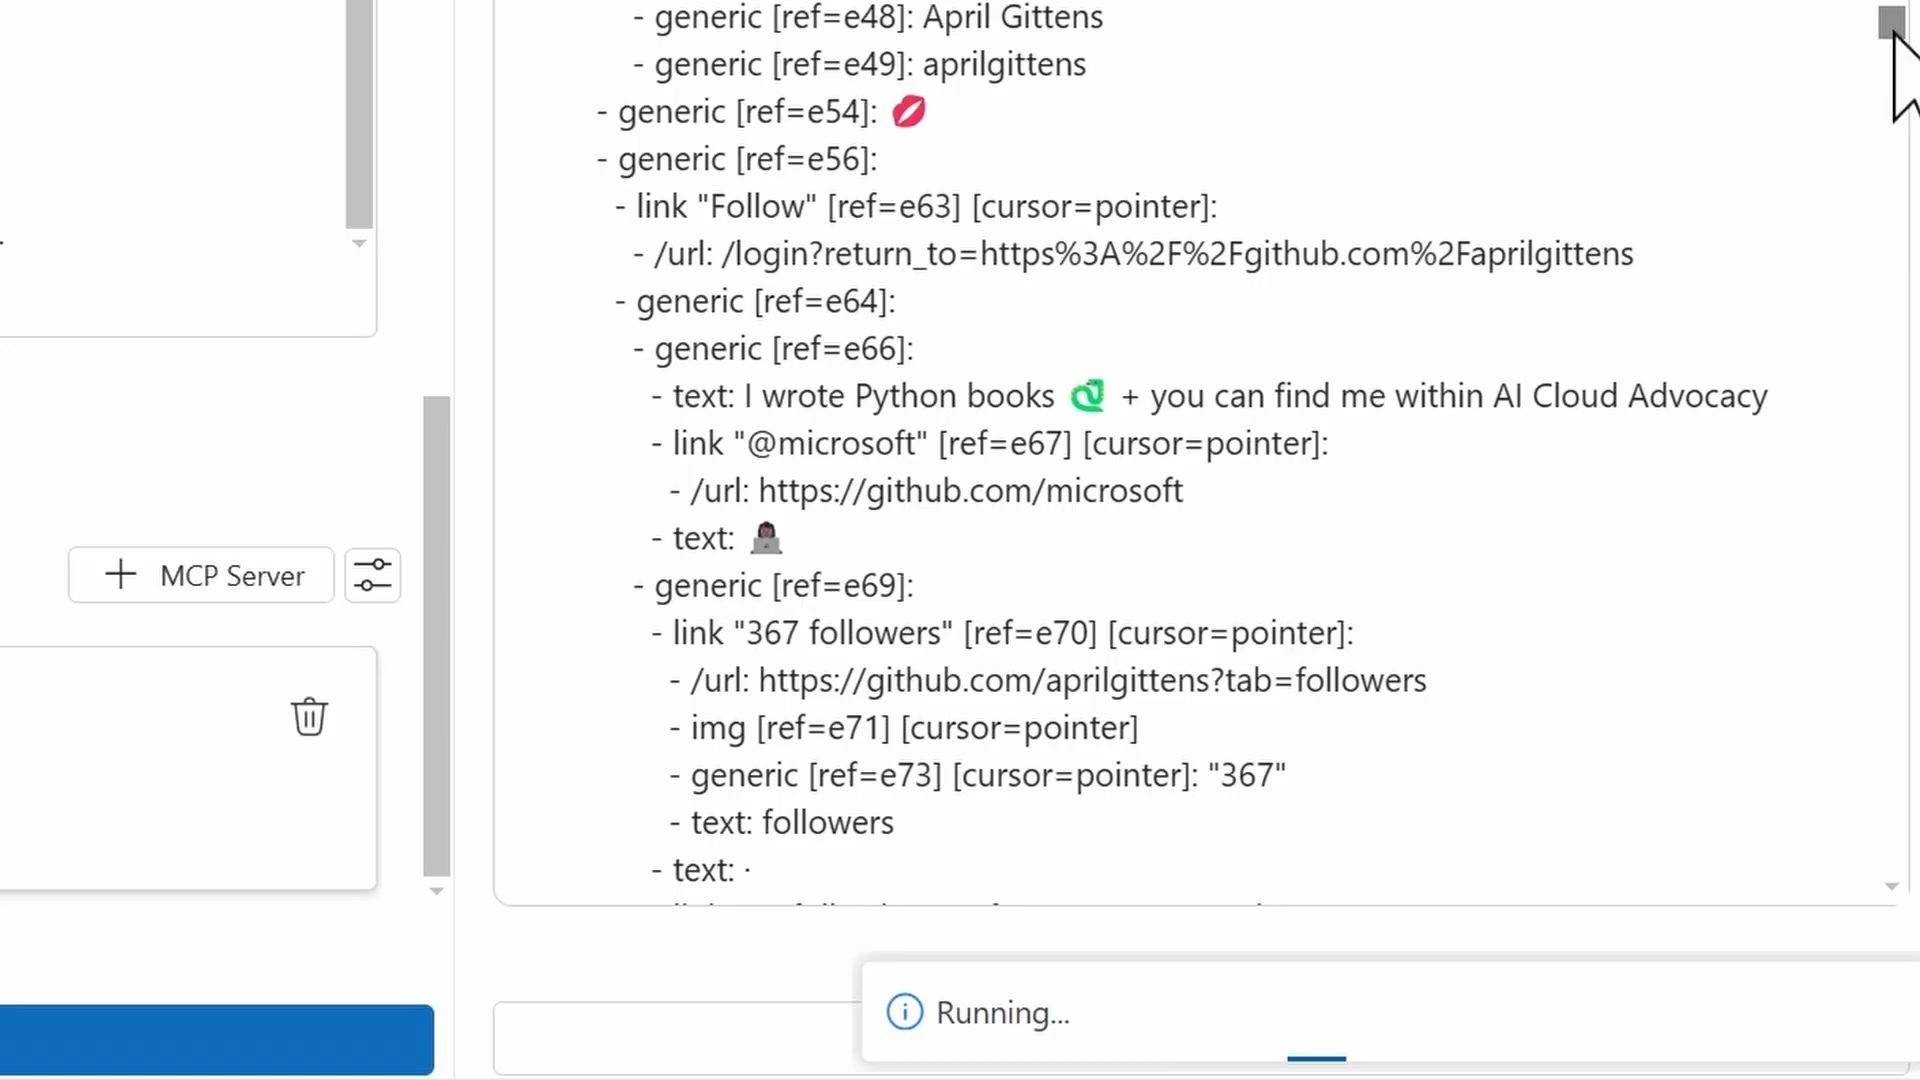 - generic [ref=e48]: April Gittens
- generic [ref=e49]: aprilgittens
- generic [ref=e54]: 💋
- generic [ref=e56]:
- link "Follow" [ref=e63] [cursor=pointer]:
- /url: /login?return_to=https%3A%2F%2Fgithub.com%2Faprilgittens
- generic [ref=e64]:
- generic [ref=e66]:
- text: I wrote Python books 🐍 + you can find me within AI Cloud Advocacy
- link "@microsoft" [ref=e67] [cursor=pointer]:
- /url: https://github.com/microsoft
- text: 👩🏿‍💻
- generic [ref=e69]:
- link "367 followers" [ref=e70] [cursor=pointer]:
- /url: https://github.com/aprilgittens?tab=followers
- img [ref=e71] [cursor=pointer]
- generic [ref=e73] [cursor=pointer]: "367"
- text: followers
- text: ·
MCP Server
Running...